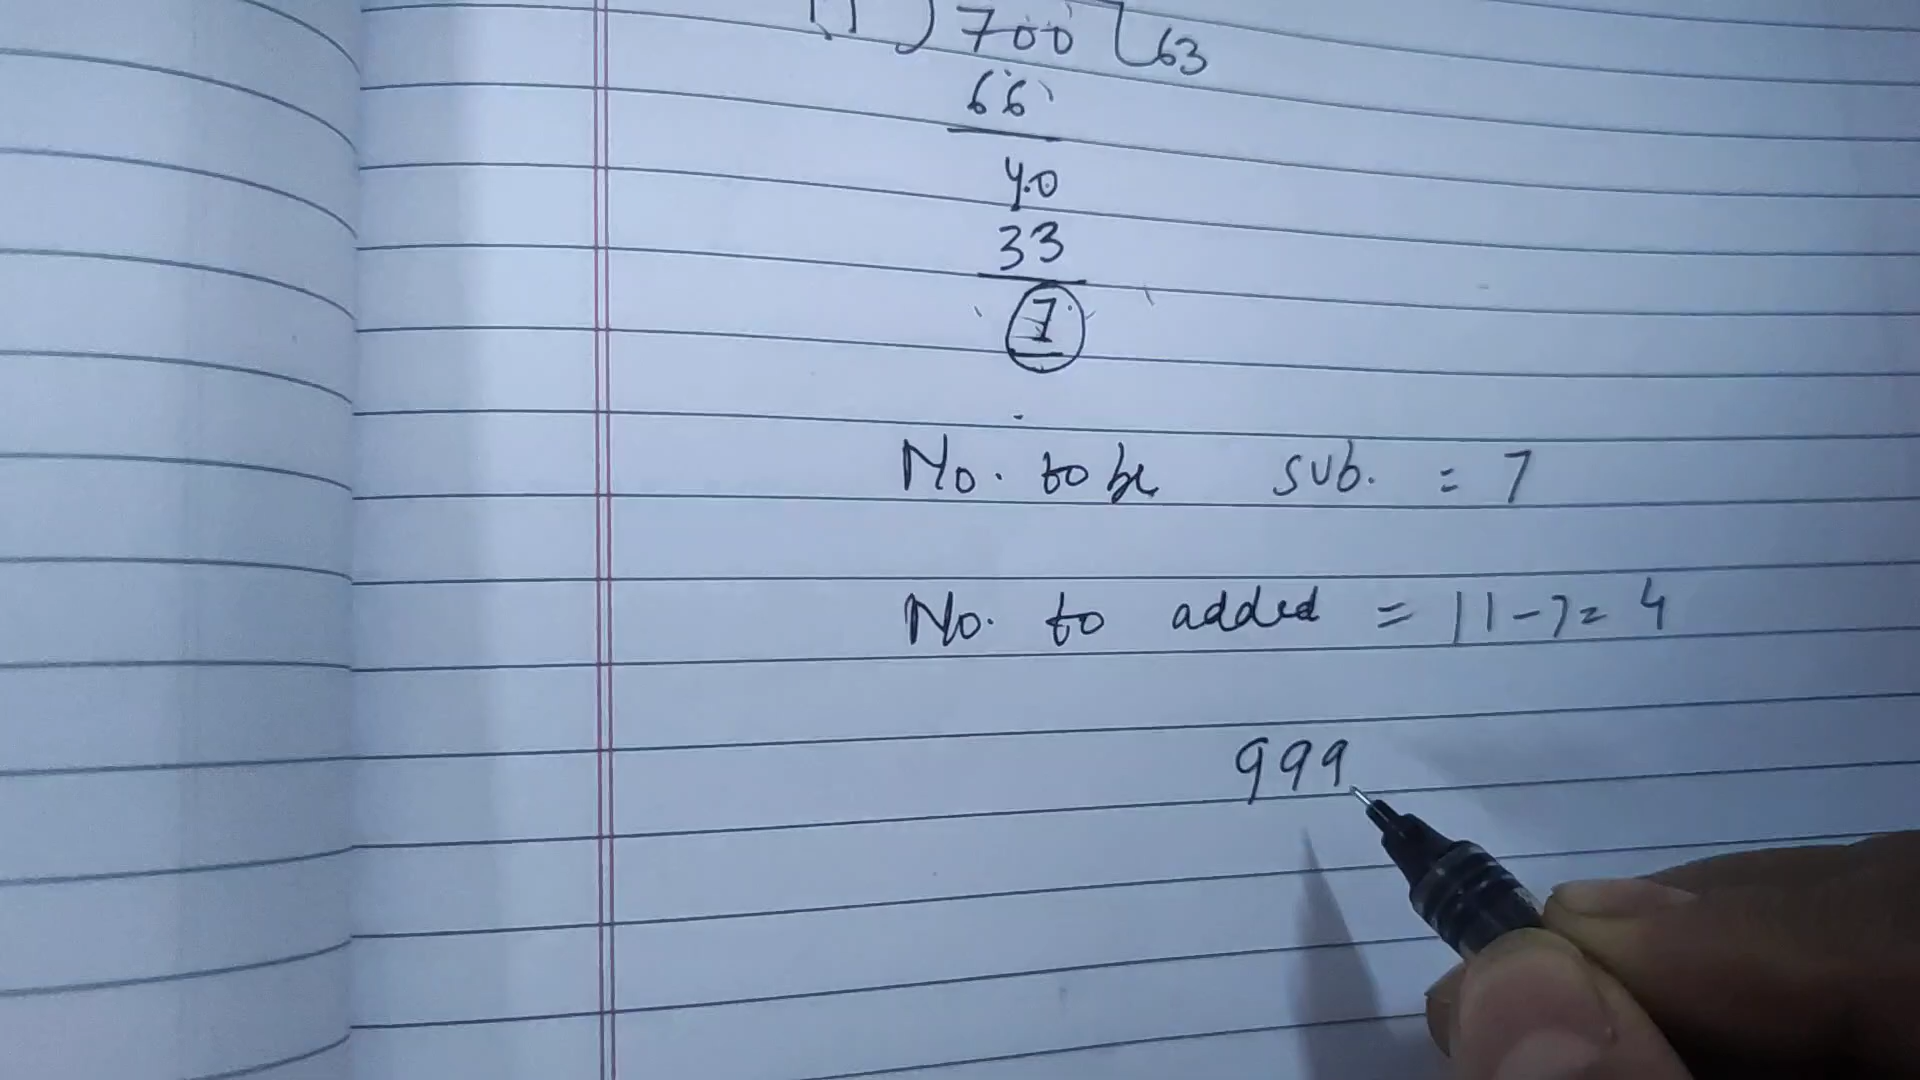 11 ) 700 ( 63
66
40
33
7
No. to be sub. = 7
No. to added = 11 - 7 = 4
999